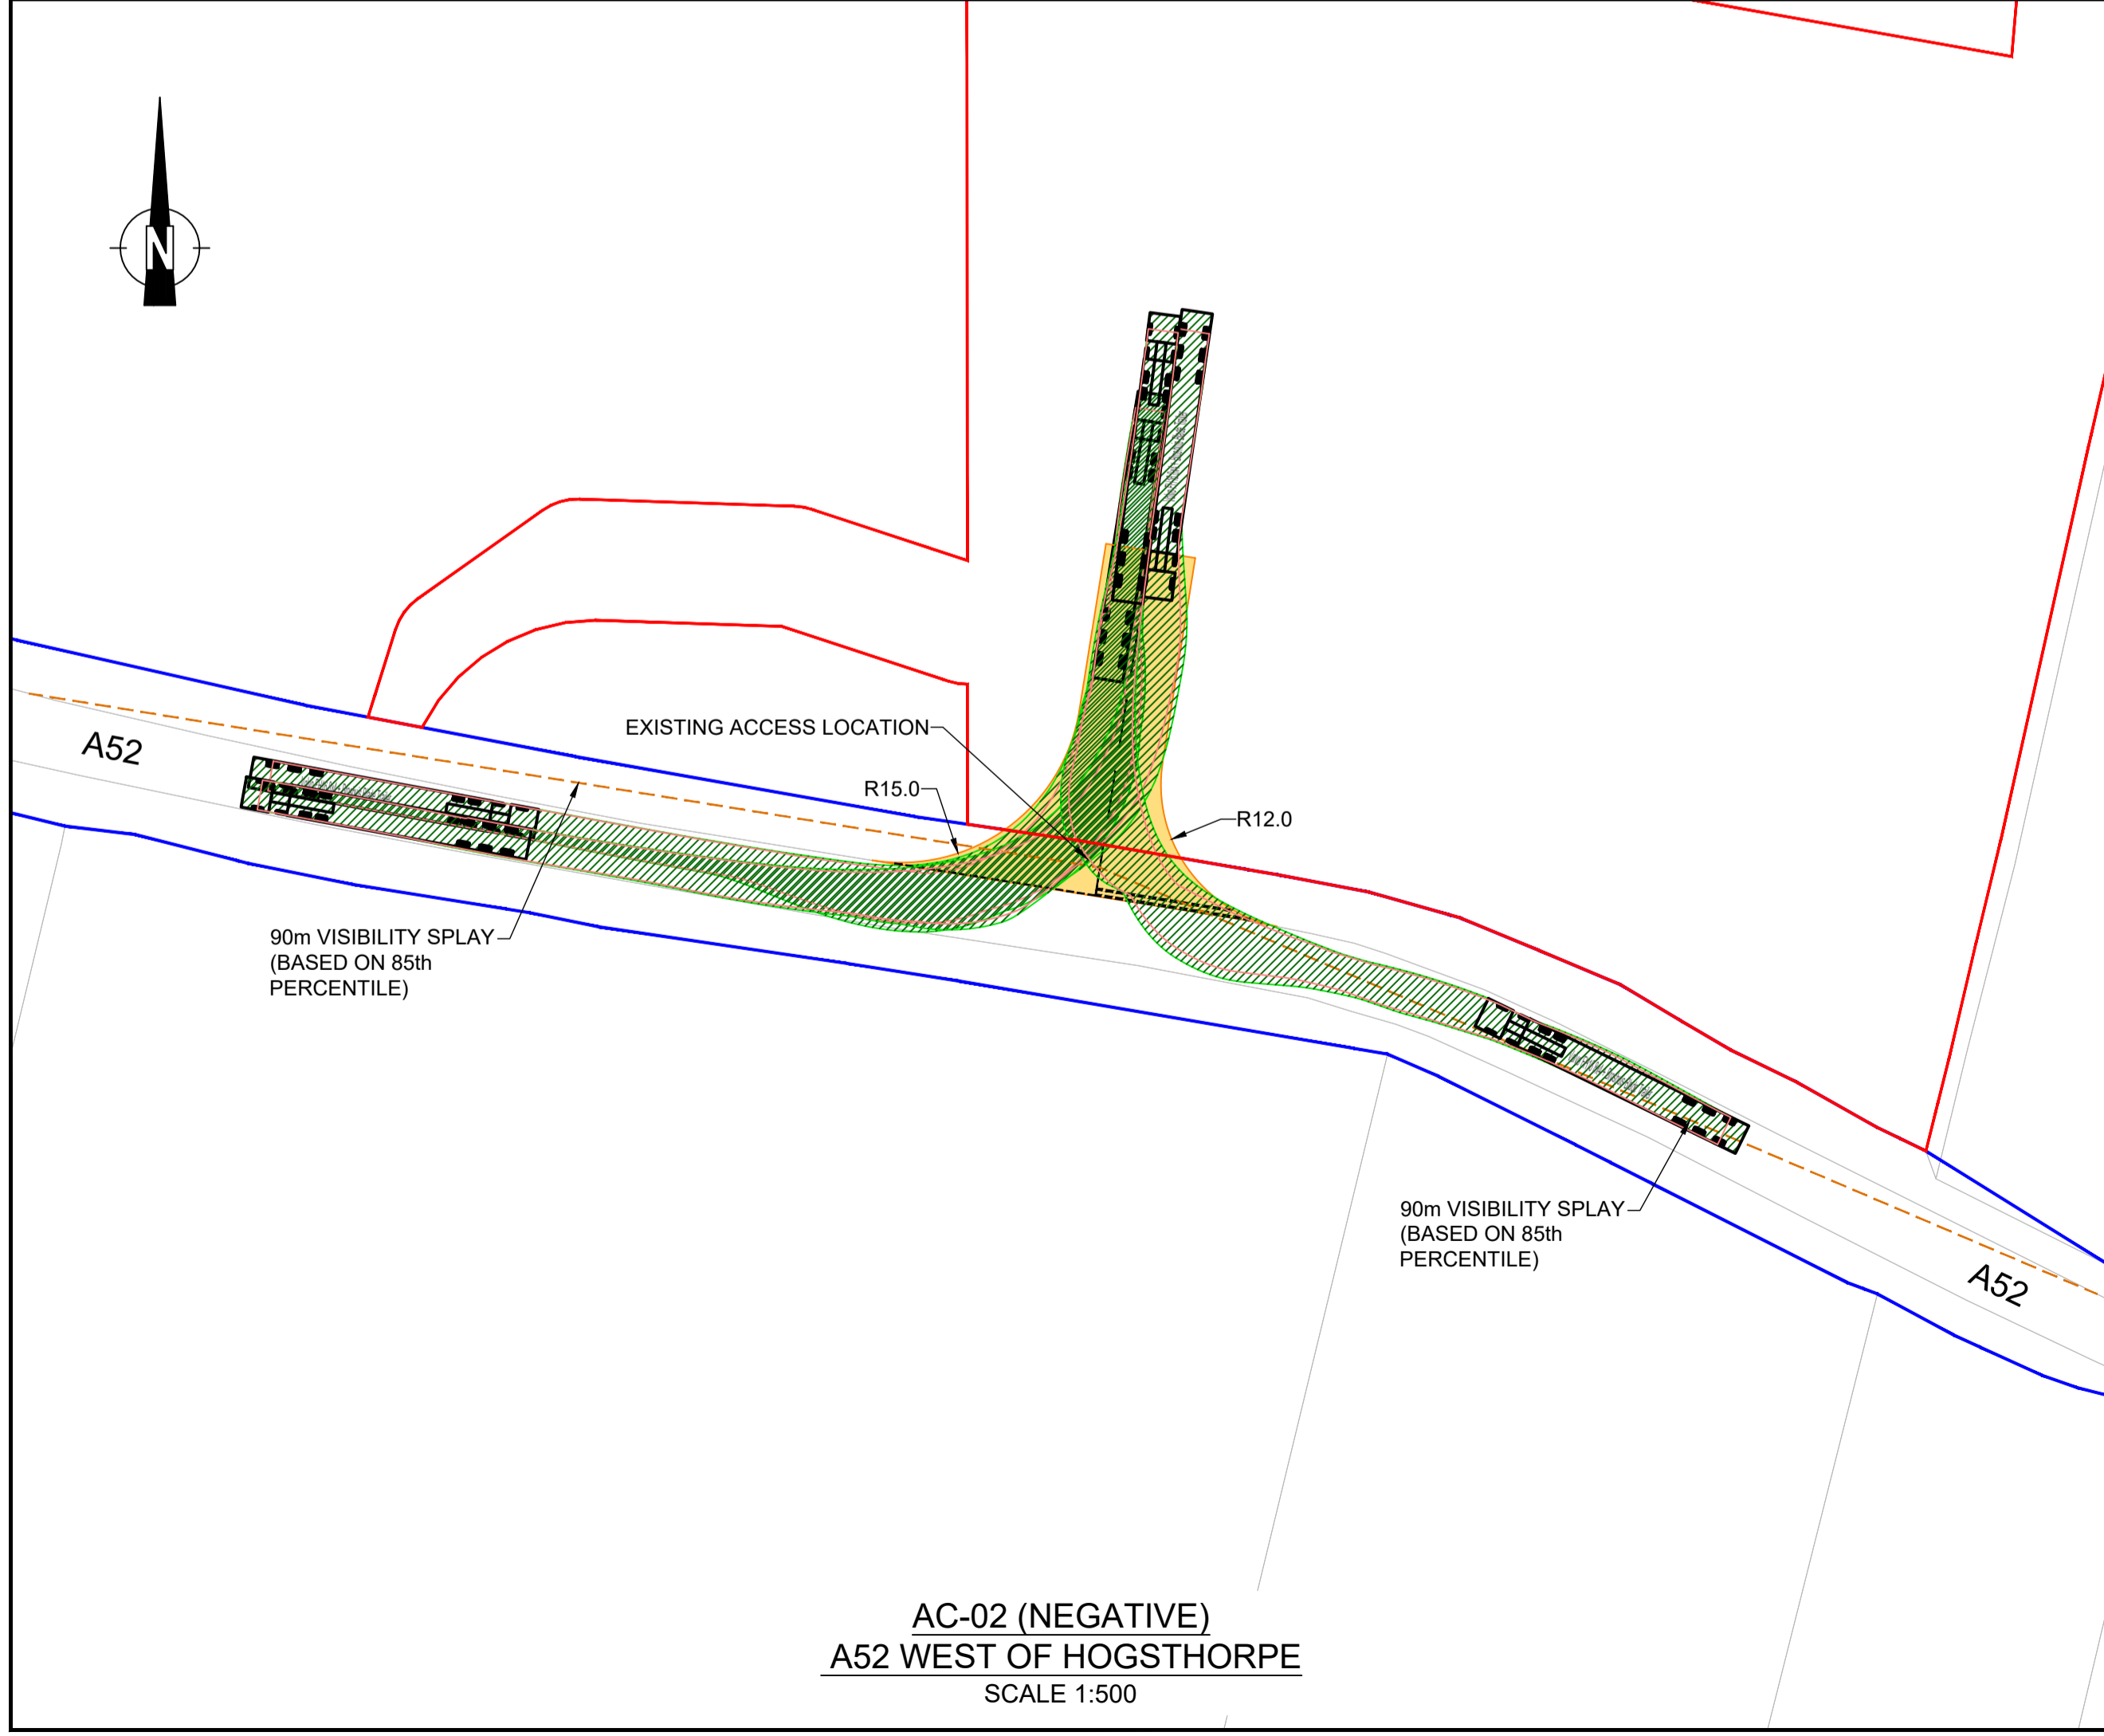 N
A52
EXISTING ACCESS LOCATION
R15.0
R12.0
90m VISIBILITY SPLAY
(BASED ON 85th
PERCENTILE)
90m VISIBILITY SPLAY
(BASED ON 85th
PERCENTILE)
A52
AC-02 (NEGATIVE)
A52 WEST OF HOGSTHORPE
SCALE 1:500